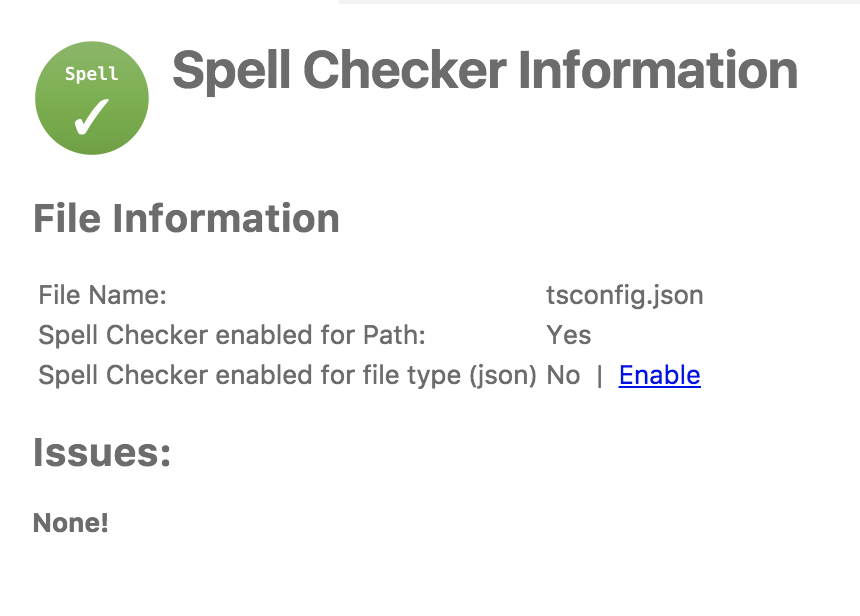 Spell
Spell Checker Information
File Information
File Name: tsconfig.json
Spell Checker enabled for Path: Yes
Spell Checker enabled for file type (json) No | Enable
Issues:
None!